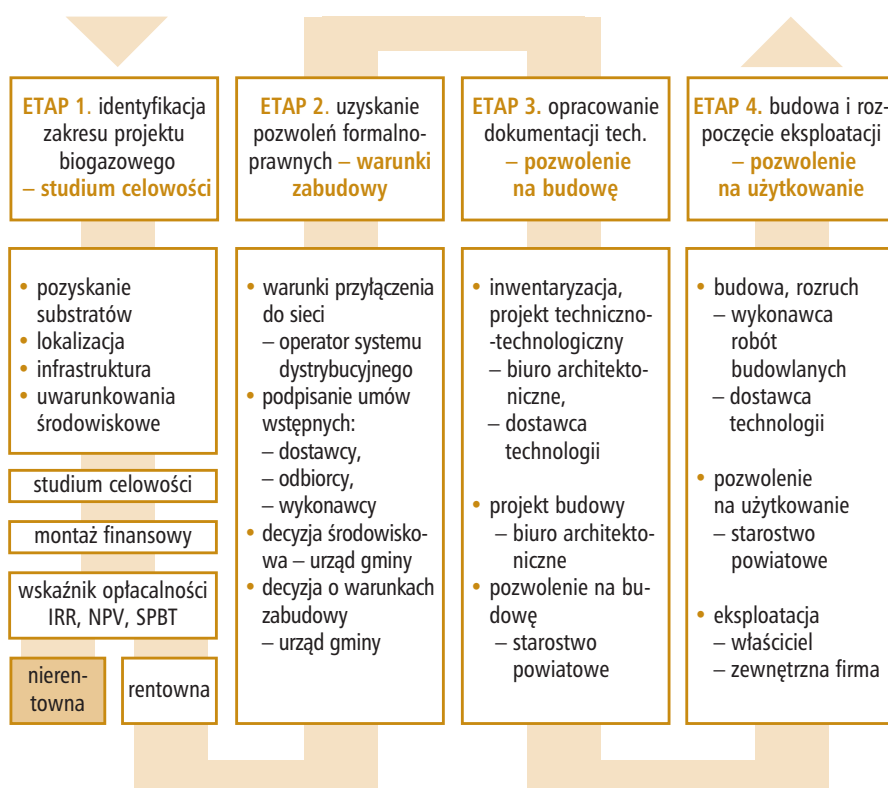 ETAP 1. identyfikacja
zakresu projektu
biogazowego
– studium celowości
• pozyskanie
substratów
• lokalizacja
• infrastruktura
• uwarunkowania
środowiskowe
studium celowości
montaż finansowy
wskaźnik opłacalności
IRR, NPV, SPBT
nieren-
towna
rentowna
ETAP 2. uzyskanie
pozwoleń formalno-
prawnych – warunki
zabudowy
• warunki przyłączenia
do sieci
– operator systemu
dystrybucyjnego
• podpisanie umów
wstępnych:
– dostawcy,
– odbiorcy,
– wykonawcy
• decyzja środowisko-
wa – urząd gminy
• decyzja o warunkach
zabudowy
– urząd gminy
ETAP 3. opracowanie
dokumentacji tech.
– pozwolenie
na budowę
• inwentaryzacja,
projekt techniczno-
-technologiczny
– biuro architekto-
niczne,
– dostawca
technologii
• projekt budowy
– biuro architekto-
niczne
• pozwolenie na bu-
dowę
– starostwo
powiatowe
ETAP 4. budowa i roz-
poczęcie eksploatacji
– pozwolenie
na użytkowanie
• budowa, rozruch
– wykonawca
robót
budowlanych
– dostawca
technologii
• pozwolenie
na użytkowanie
– starostwo
powiatowe
• eksploatacja
– właściciel
– zewnętrzna firma